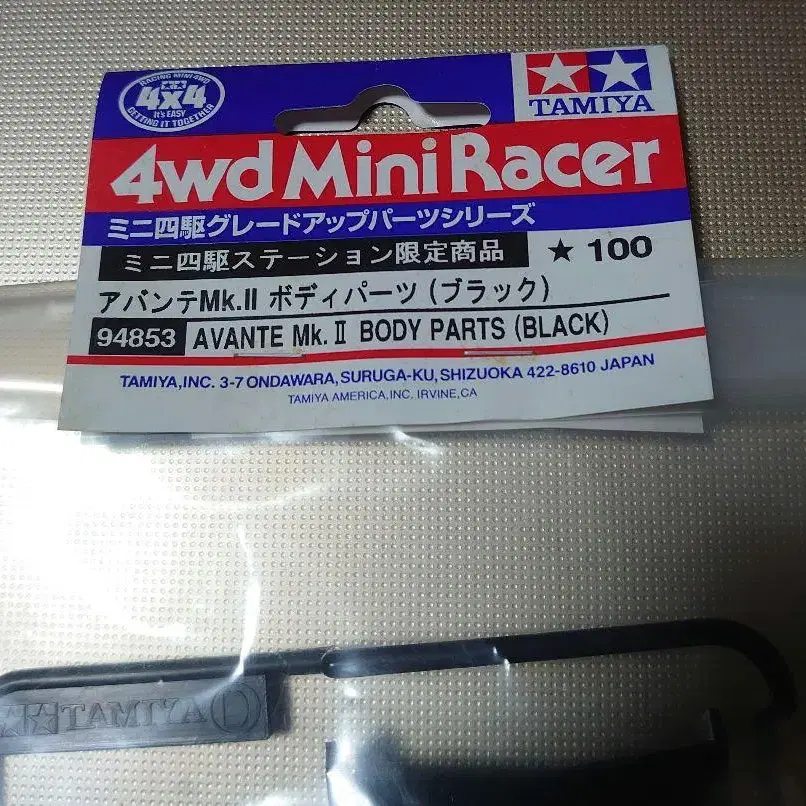 RACING MINI 4WD
4x4
It's EASY
GETTING IT TOGETHER
TAMIYA
4wd Mini Racer
ミニ四駆グレードアップパーツシリーズ
ミニ四駆ステーション限定商品 ★ 100
アバンテMk.II ボディパーツ (ブラック)
94853 AVANTE Mk.Ⅱ BODY PARTS (BLACK)
TAMIYA,INC. 3-7 ONDAWARA, SURUGA-KU, SHIZUOKA 422-8610 JAPAN
TAMIYA AMERICA,INC. IRVINE,CA
TAMIYA